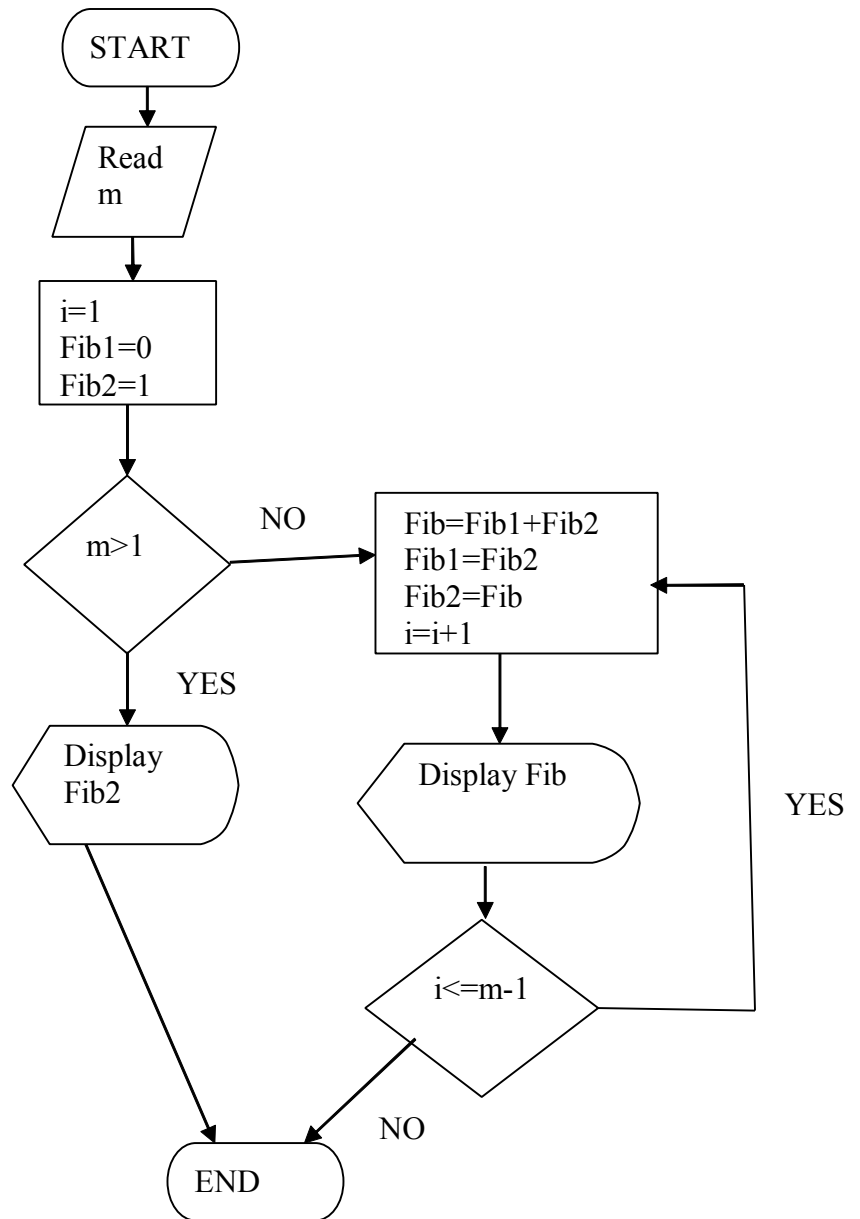 START
Read
m
i=1
Fib1=0
Fib2=1
m>1
NO
Fib=Fib1+Fib2
Fib1=Fib2
Fib2=Fib
i=i+1
YES
Display
Fib2
Display Fib
YES
i<=m-1
NO
END